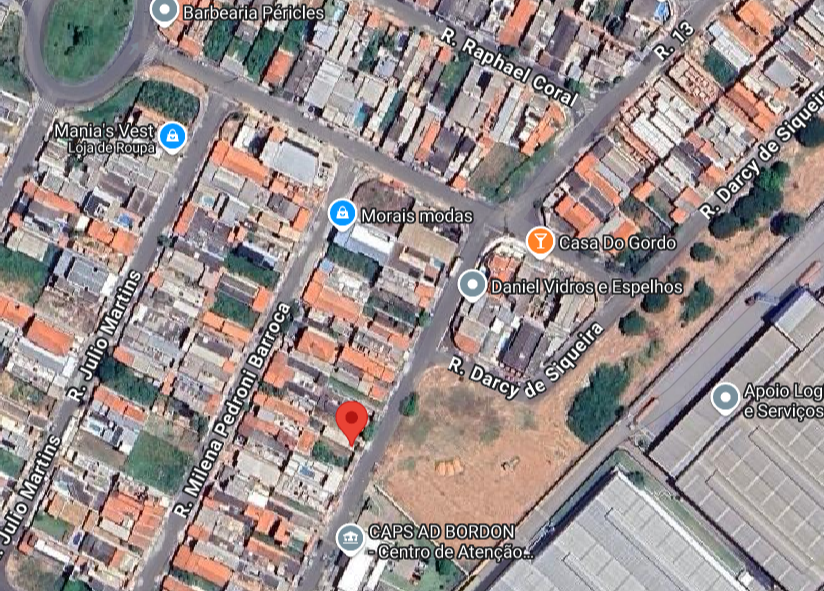 Barbearia Péricles
R. Raphael Coral
R. 13
Mania's Vest
Loja de Roupa
R. Darcy de Siqueir
Morais modas
Casa Do Gordo
Daniel Vidros e Espelhos
R. Julio Martins
R. Milena Pedroni Barroca
R. Darcy de Siqueira
Apoio Log
e Serviços
Julio Martins
CAPS AD BORDON
- Centro de Atenção...